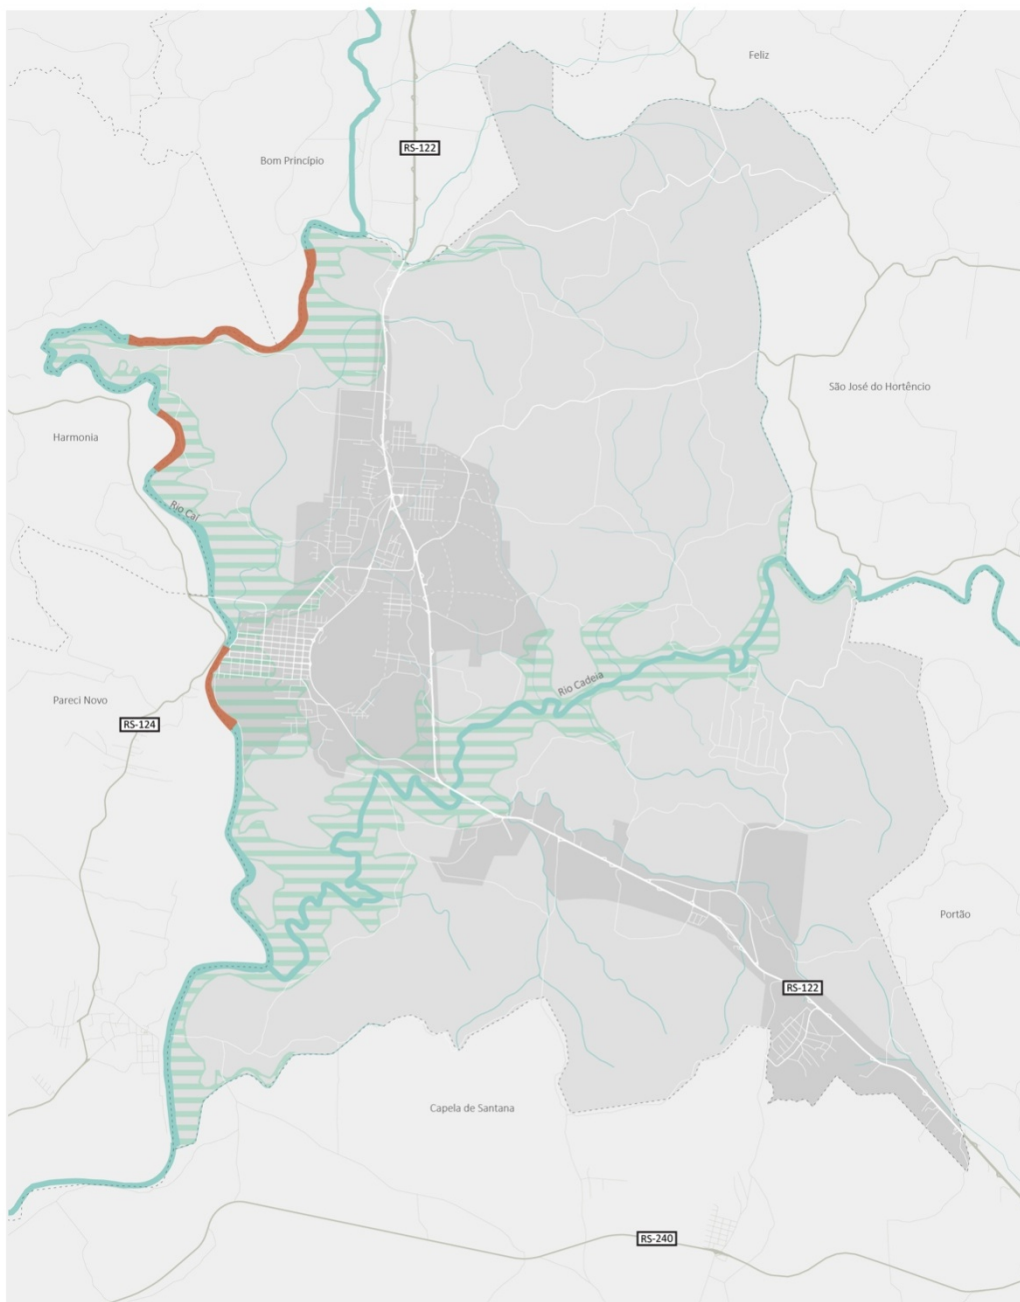 Feliz
RS-122
Bom Princípio
São José do Hortêncio
Harmonia
Rio Caí
Rio Cadeia
Pareci Novo
RS-124
Portão
RS-122
Capela de Santana
RS-240